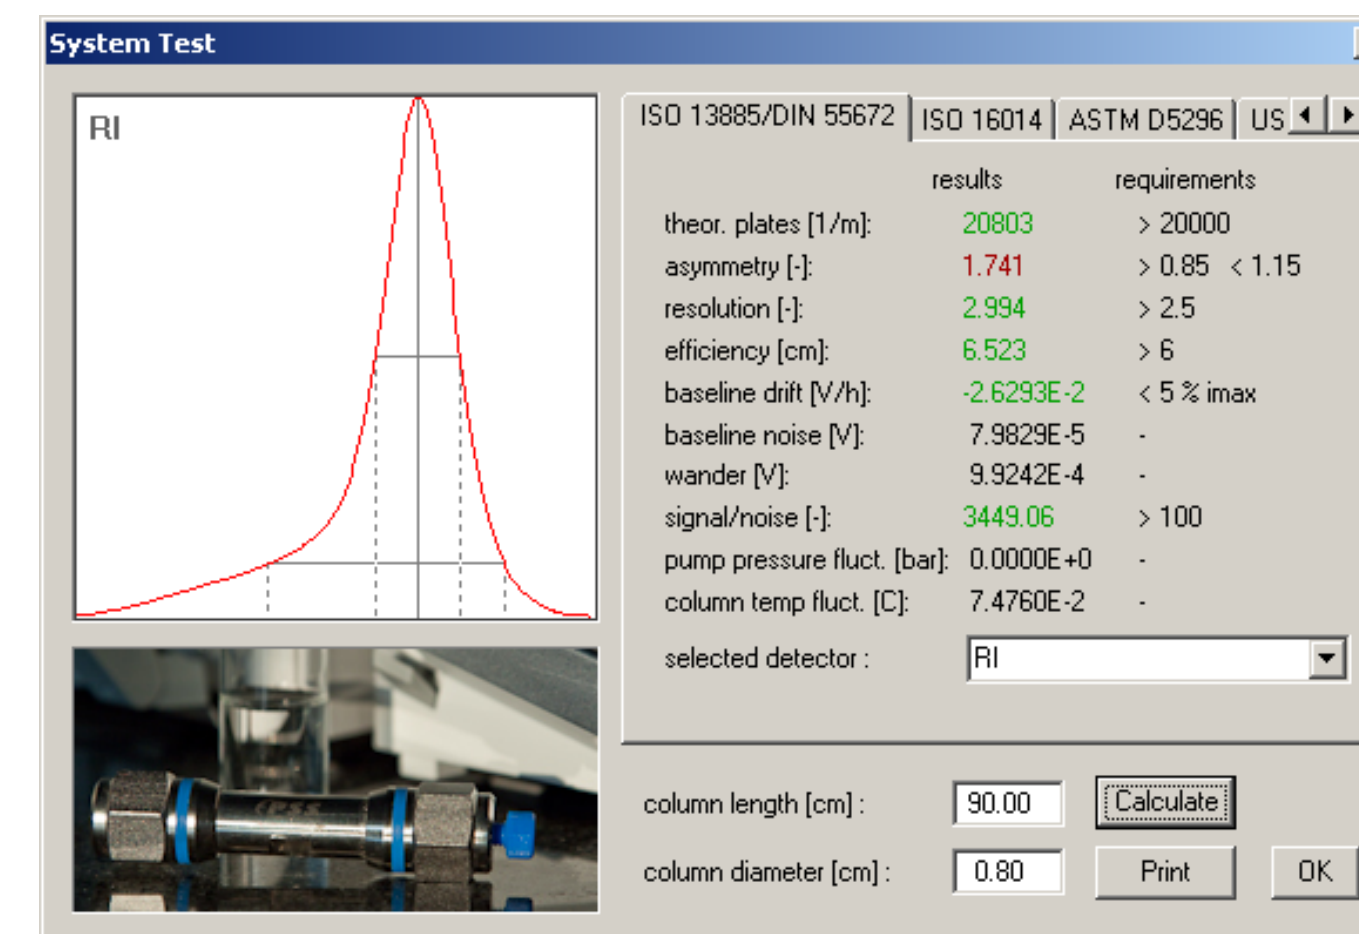 System Test
RI
ISO 13885/DIN 55672 ISO 16014 ASTM D5296 US
results requirements
theor. plates [1/m]: 20803 > 20000
asymmetry [-]: 1.741 > 0.85 < 1.15
resolution [-]: 2.994 > 2.5
efficiency [cm]: 6.523 > 6
baseline drift [V/h]: -2.6293E-2 < 5 % imax
baseline noise [V]: 7.9829E-5 -
wander [V]: 9.9242E-4 -
signal/noise [-]: 3449.06 > 100
pump pressure fluct. [bar]: 0.0000E+0 -
column temp fluct. [C]: 7.4760E-2 -
selected detector : RI
column length [cm] : 90.00 Calculate
column diameter [cm] : 0.80 Print OK